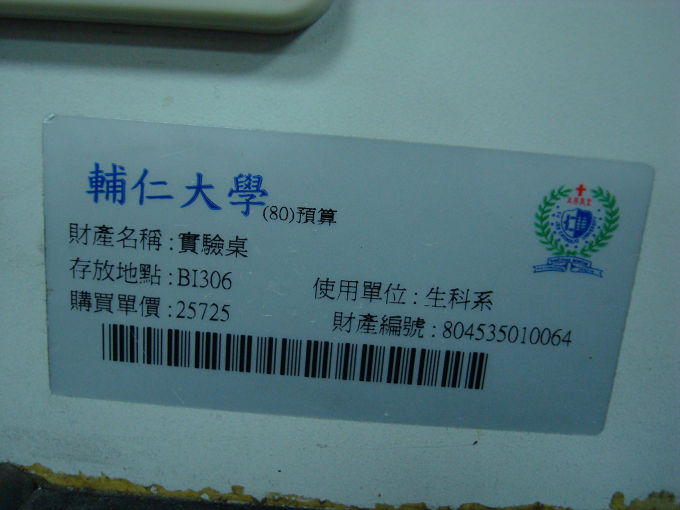 輔仁大學(80)預算
財產名稱:實驗桌
存放地點:BI306 使用單位:生科系
購買單價:25725 財產編號:804535010064